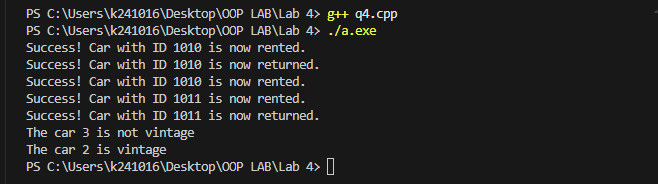 PS C:\Users\k241016\Desktop\OOP LAB\Lab 4> g++ q4.cpp
PS C:\Users\k241016\Desktop\OOP LAB\Lab 4> ./a.exe
Success! Car with ID 1010 is now rented.
Success! Car with ID 1010 is now returned.
Success! Car with ID 1010 is now rented.
Success! Car with ID 1011 is now rented.
Success! Car with ID 1011 is now returned.
The car 3 is not vintage
The car 2 is vintage
PS C:\Users\k241016\Desktop\OOP LAB\Lab 4>